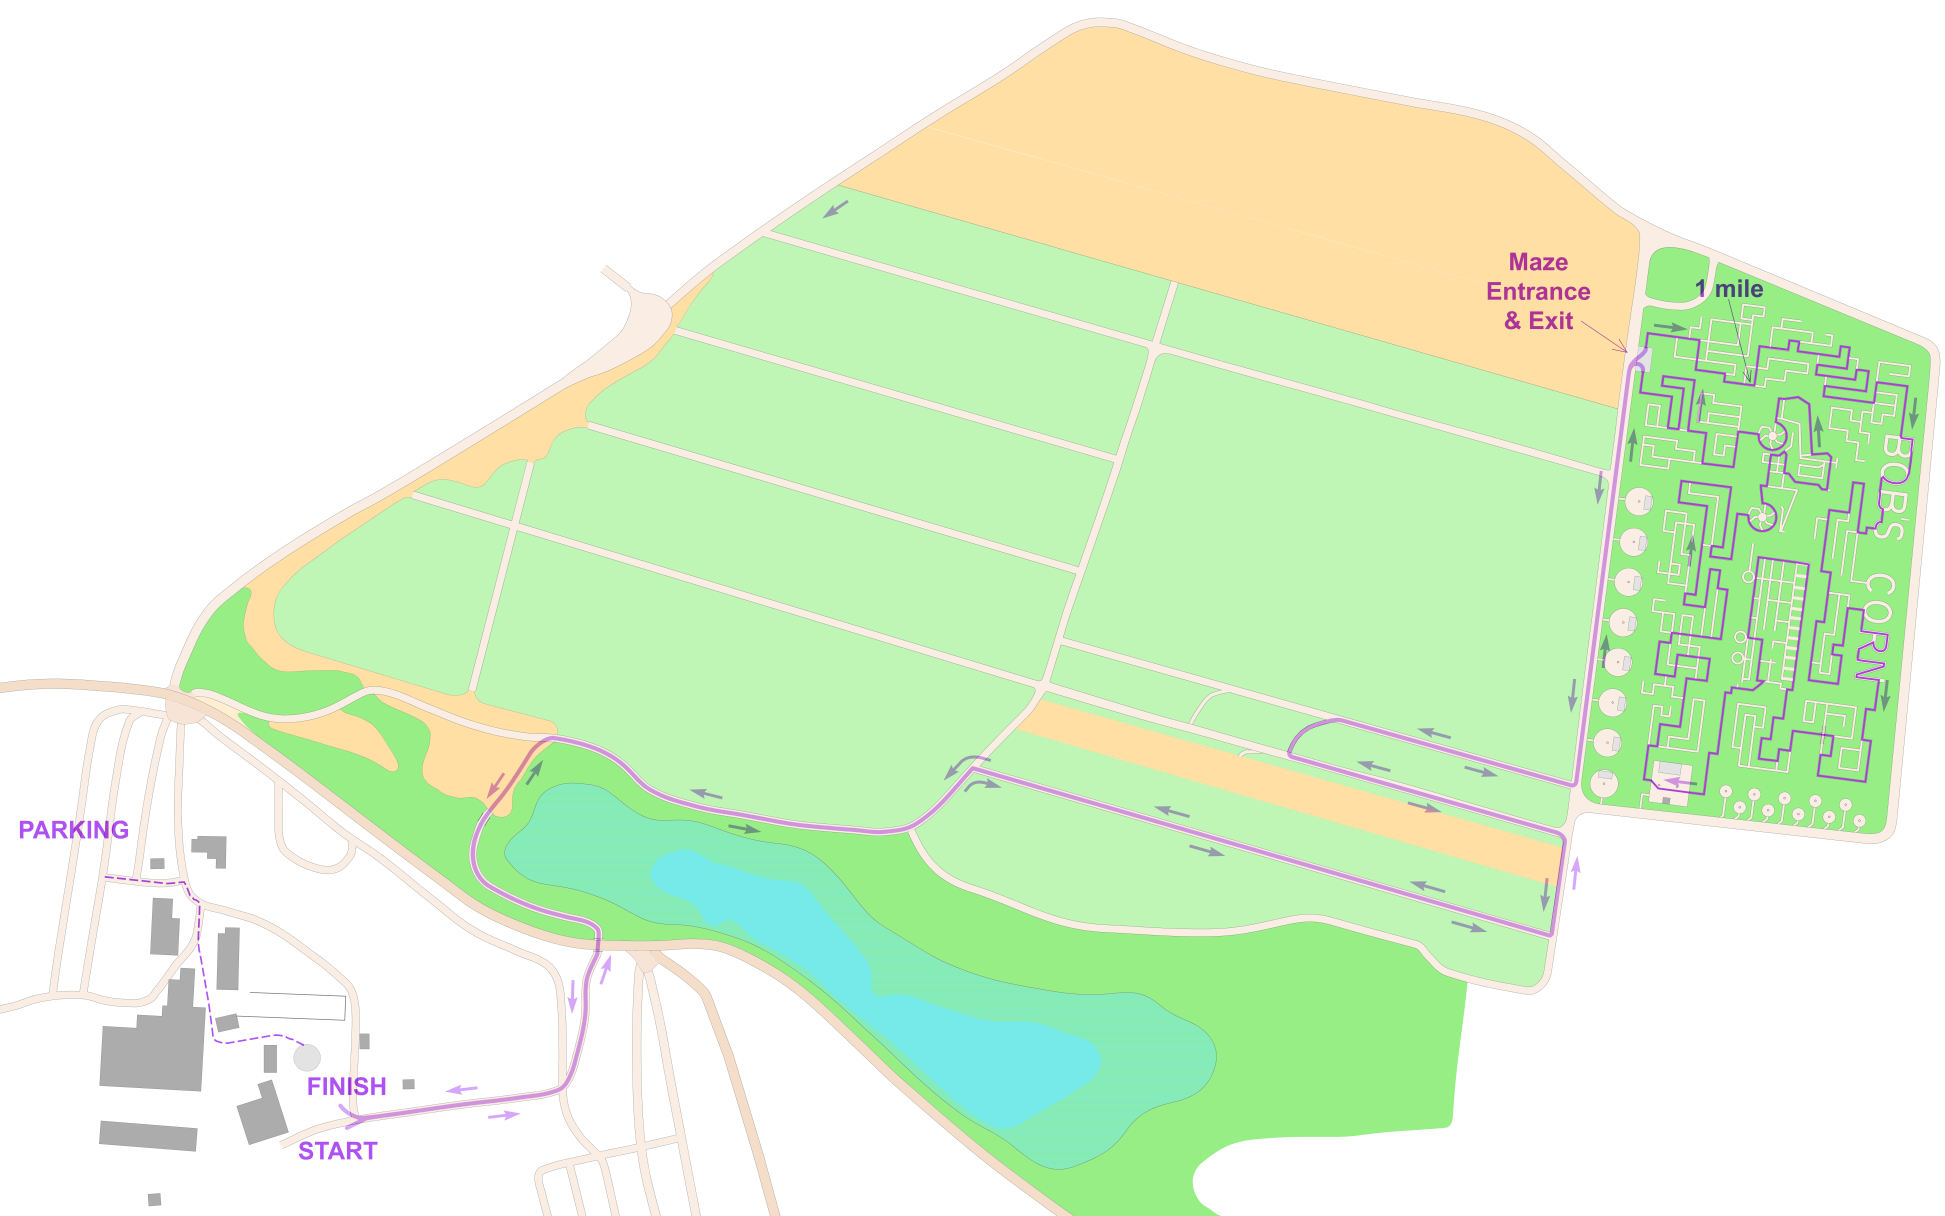 Maze
Entrance
& Exit
1 mile
BOB'S CORN
PARKING
FINISH
START